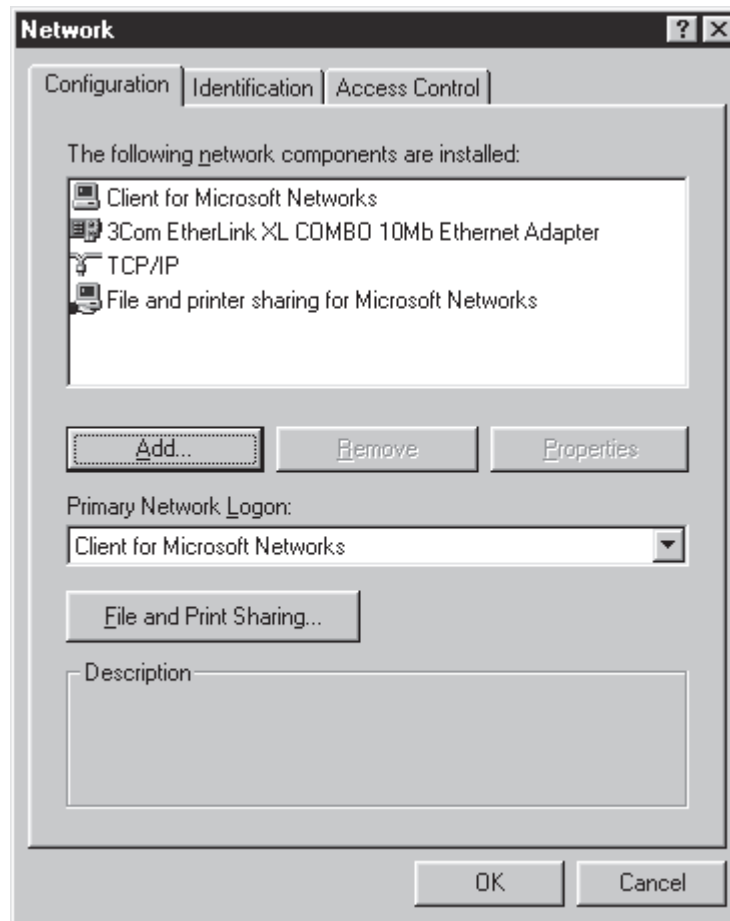 Network
Configuration Identification Access Control
The following network components are installed:
Client for Microsoft Networks
3Com EtherLink XL COMBO 10Mb Ethernet Adapter
TCP/IP
File and printer sharing for Microsoft Networks
Add... Remove Properties
Primary Network Logon:
Client for Microsoft Networks
File and Print Sharing...
Description
OK Cancel